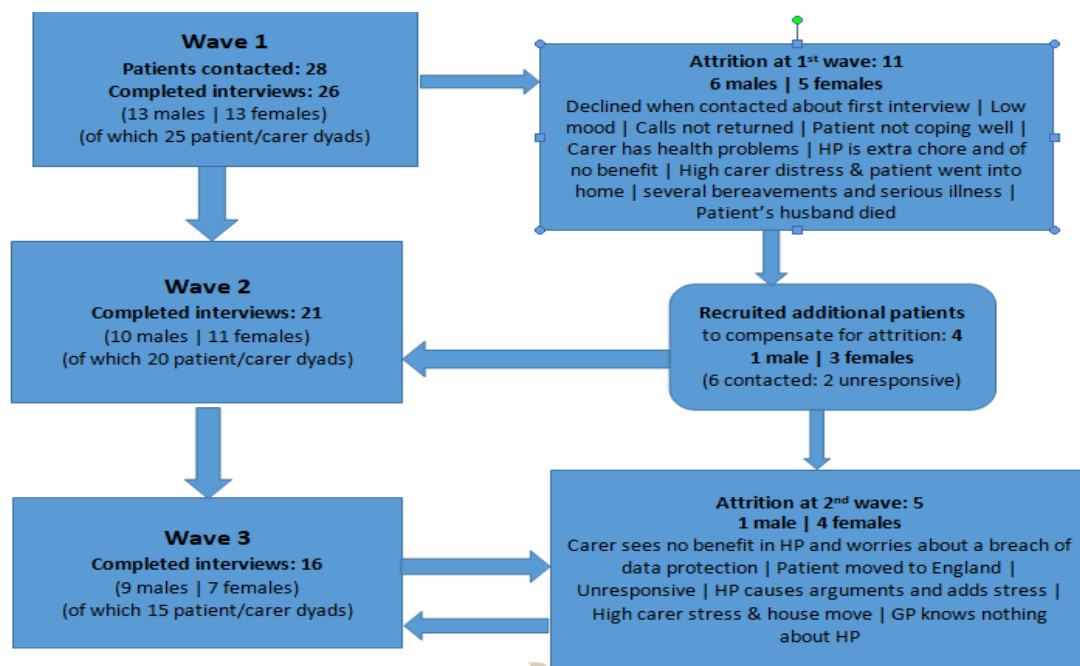 Wave 1
Patients contacted: 28
Completed interviews: 26
(13 males | 13 females)
(of which 25 patient/carer dyads)
Attrition at 1st wave: 11
6 males | 5 females
Declined when contacted about first interview | Low
mood | Calls not returned | Patient not coping well |
Carer has health problems | HP is extra chore and of
no benefit | High carer distress & patient went into
home | several bereavements and serious illness |
Patient's husband died
Wave 2
Completed interviews: 21
(10 males | 11 females)
(of which 20 patient/carer dyads)
Recruited additional patients
to compensate for attrition: 4
1 male | 3 females
(6 contacted: 2 unresponsive)
Wave 3
Completed interviews: 16
(9 males | 7 females)
(of which 15 patient/carer dyads)
Attrition at 2nd wave: 5
1 male | 4 females
Carer sees no benefit in HP and worries about a breach of
data protection | Patient moved to England |
Unresponsive | HP causes arguments and adds stress |
High carer stress & house move | GP knows nothing
about HP